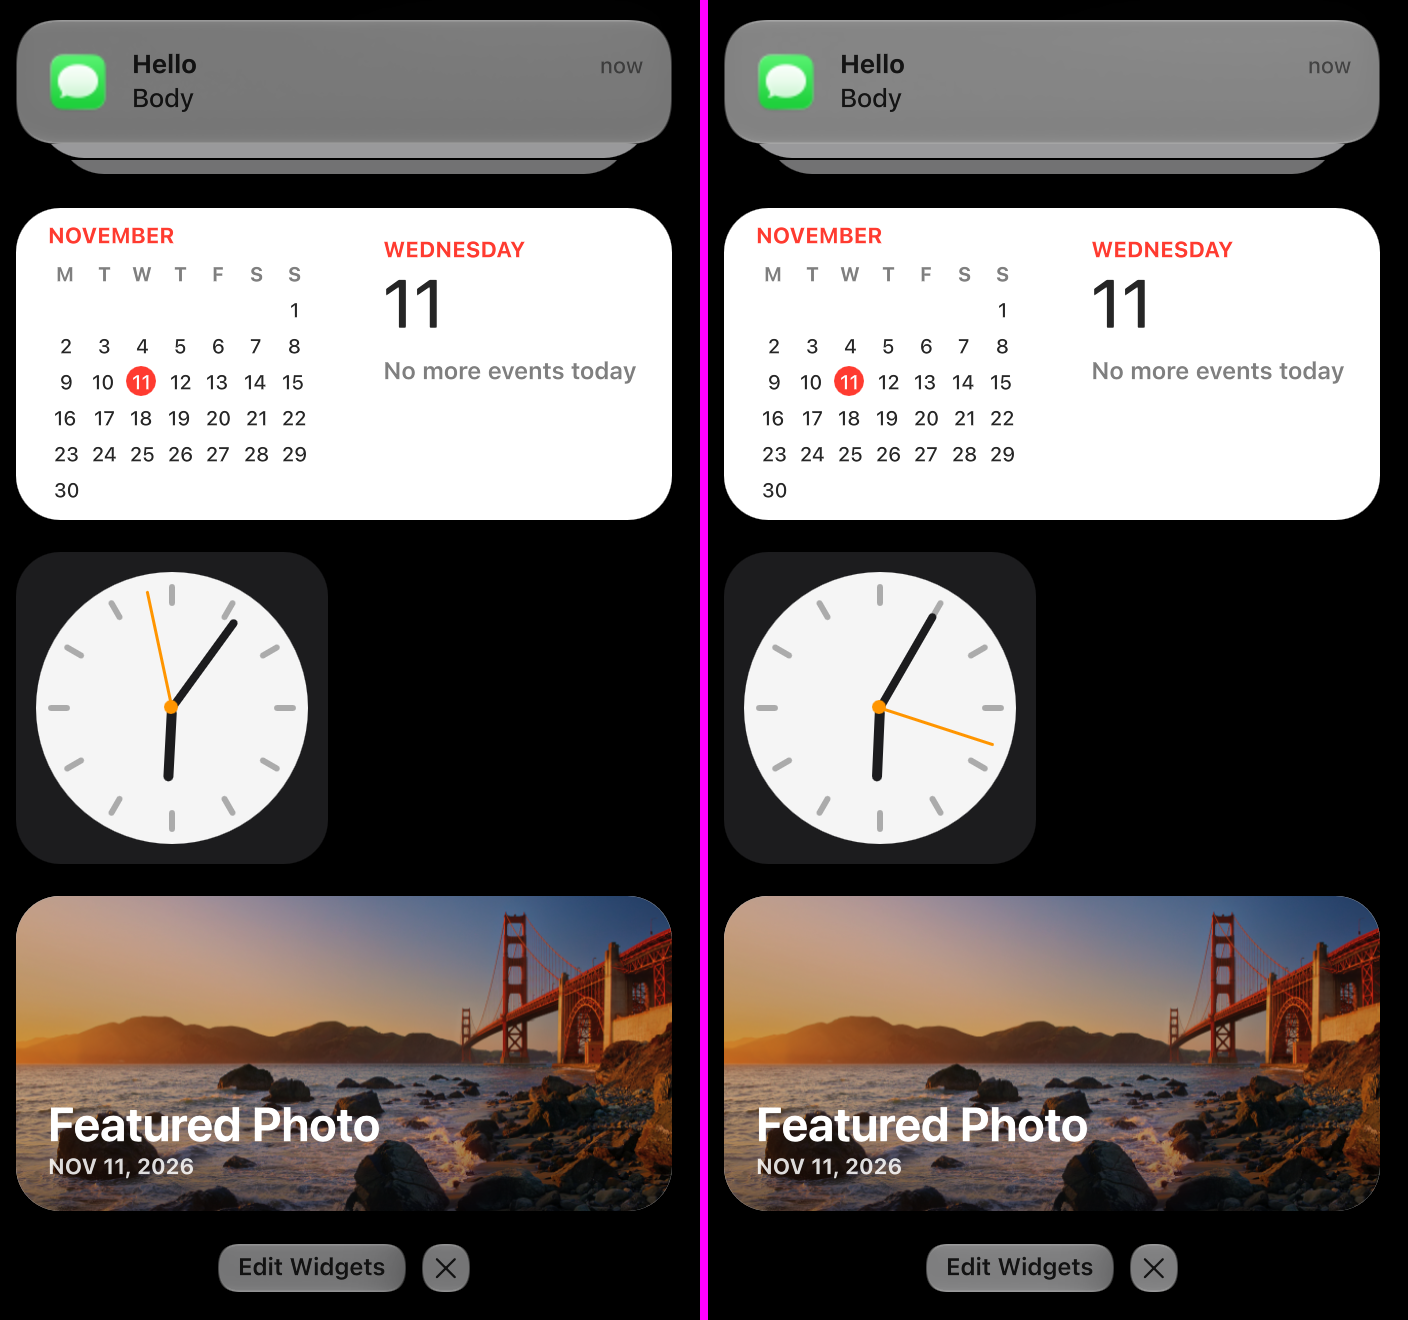 Hello
now
Body
NOVEMBER
M T W T F S S
1
2 3 4 5 6 7 8
9 10 11 12 13 14 15
16 17 18 19 20 21 22
23 24 25 26 27 28 29
30
WEDNESDAY
11
No more events today
Featured Photo
NOV 11, 2026
Edit Widgets
Hello
now
Body
NOVEMBER
M T W T F S S
1
2 3 4 5 6 7 8
9 10 11 12 13 14 15
16 17 18 19 20 21 22
23 24 25 26 27 28 29
30
WEDNESDAY
11
No more events today
Featured Photo
NOV 11, 2026
Edit Widgets